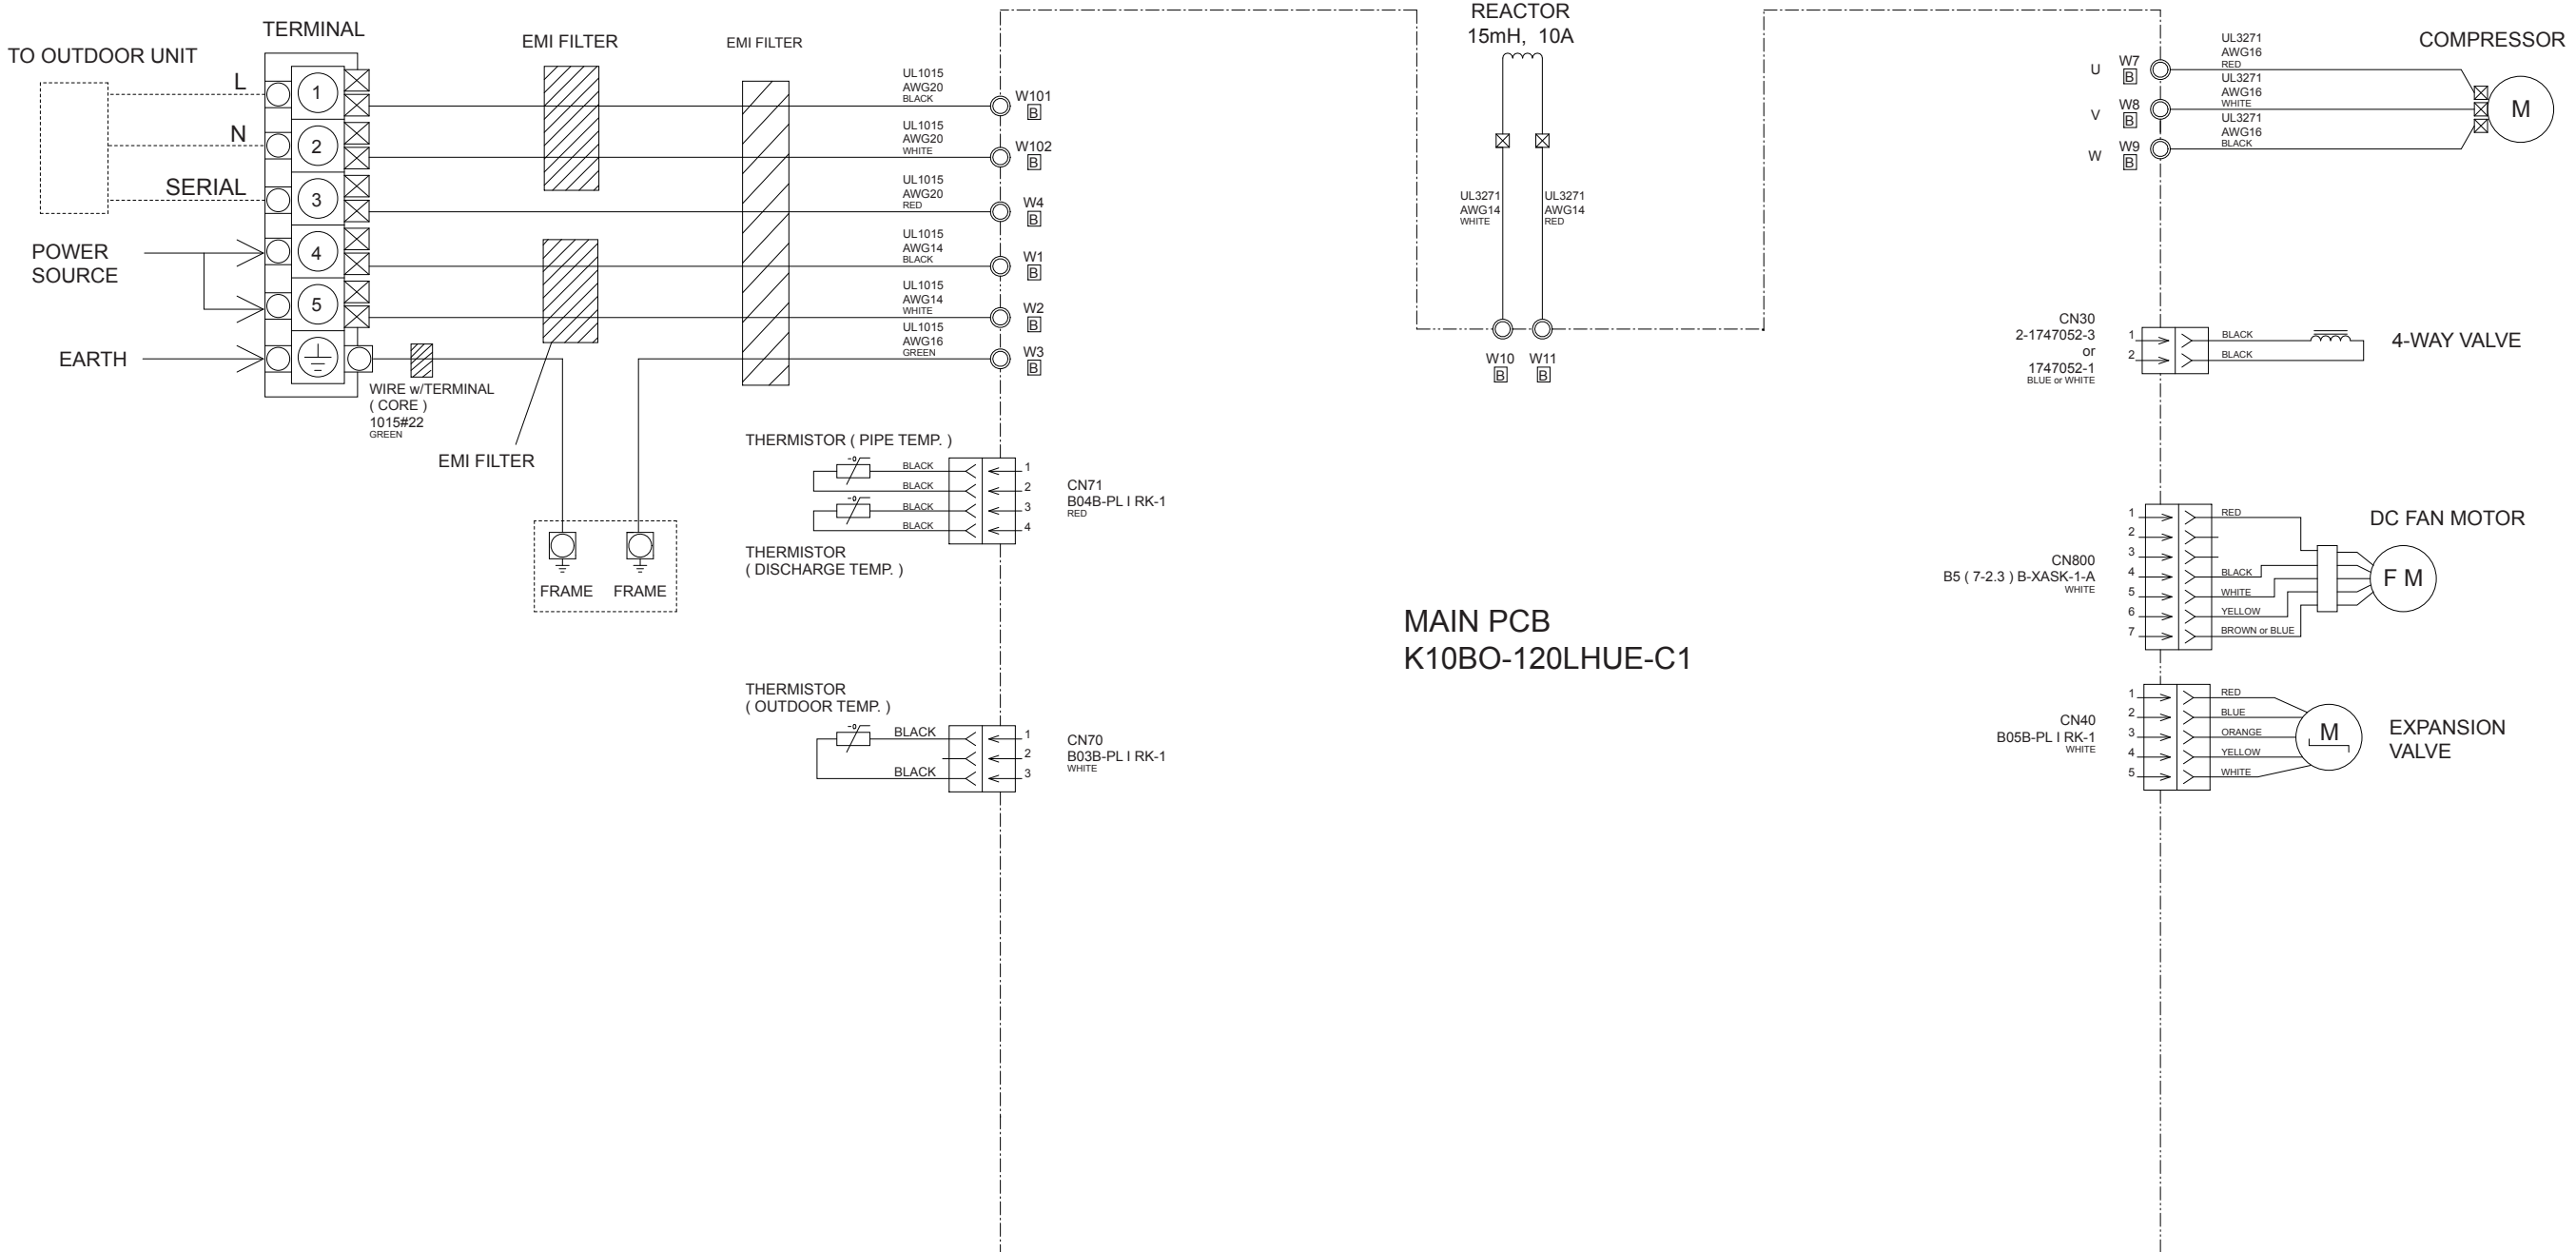 TO OUTDOOR UNIT
TERMINAL
L
N
SERIAL
POWER
SOURCE
EARTH
1
2
3
4
5
EMI FILTER
EMI FILTER
WIRE w/TERMINAL
( CORE )
1015#22
GREEN
EMI FILTER
FRAME
FRAME
UL1015
AWG20
BLACK
W101
B
UL1015
AWG20
WHITE
W102
B
UL1015
AWG20
RED
W4
B
UL1015
AWG14
BLACK
W1
B
UL1015
AWG14
WHITE
W2
B
UL1015
AWG16
GREEN
W3
B
THERMISTOR ( PIPE TEMP. )
-θ
BLACK
1
BLACK
2
-θ
BLACK
3
BLACK
4
CN71
B04B-PL I RK-1
RED
THERMISTOR
( DISCHARGE TEMP. )
THERMISTOR
( OUTDOOR TEMP. )
-θ
BLACK
1
2
BLACK
3
CN70
B03B-PL I RK-1
WHITE
REACTOR
15mH, 10A
UL3271
AWG14
WHITE
UL3271
AWG14
RED
W10
B
W11
B
MAIN PCB
K10BO-120LHUE-C1
COMPRESSOR
U
W7
B
UL3271
AWG16
RED
V
W8
B
UL3271
AWG16
WHITE
W
W9
B
UL3271
AWG16
BLACK
M
CN30
2-1747052-3
or
1747052-1
BLUE or WHITE
1
BLACK
2
BLACK
4-WAY VALVE
CN800
B5 ( 7-2.3 ) B-XASK-1-A
WHITE
1
RED
2
3
4
BLACK
5
WHITE
6
YELLOW
7
BROWN or BLUE
DC FAN MOTOR
F M
CN40
B05B-PL I RK-1
WHITE
1
RED
2
BLUE
3
ORANGE
4
YELLOW
5
WHITE
M
EXPANSION
VALVE